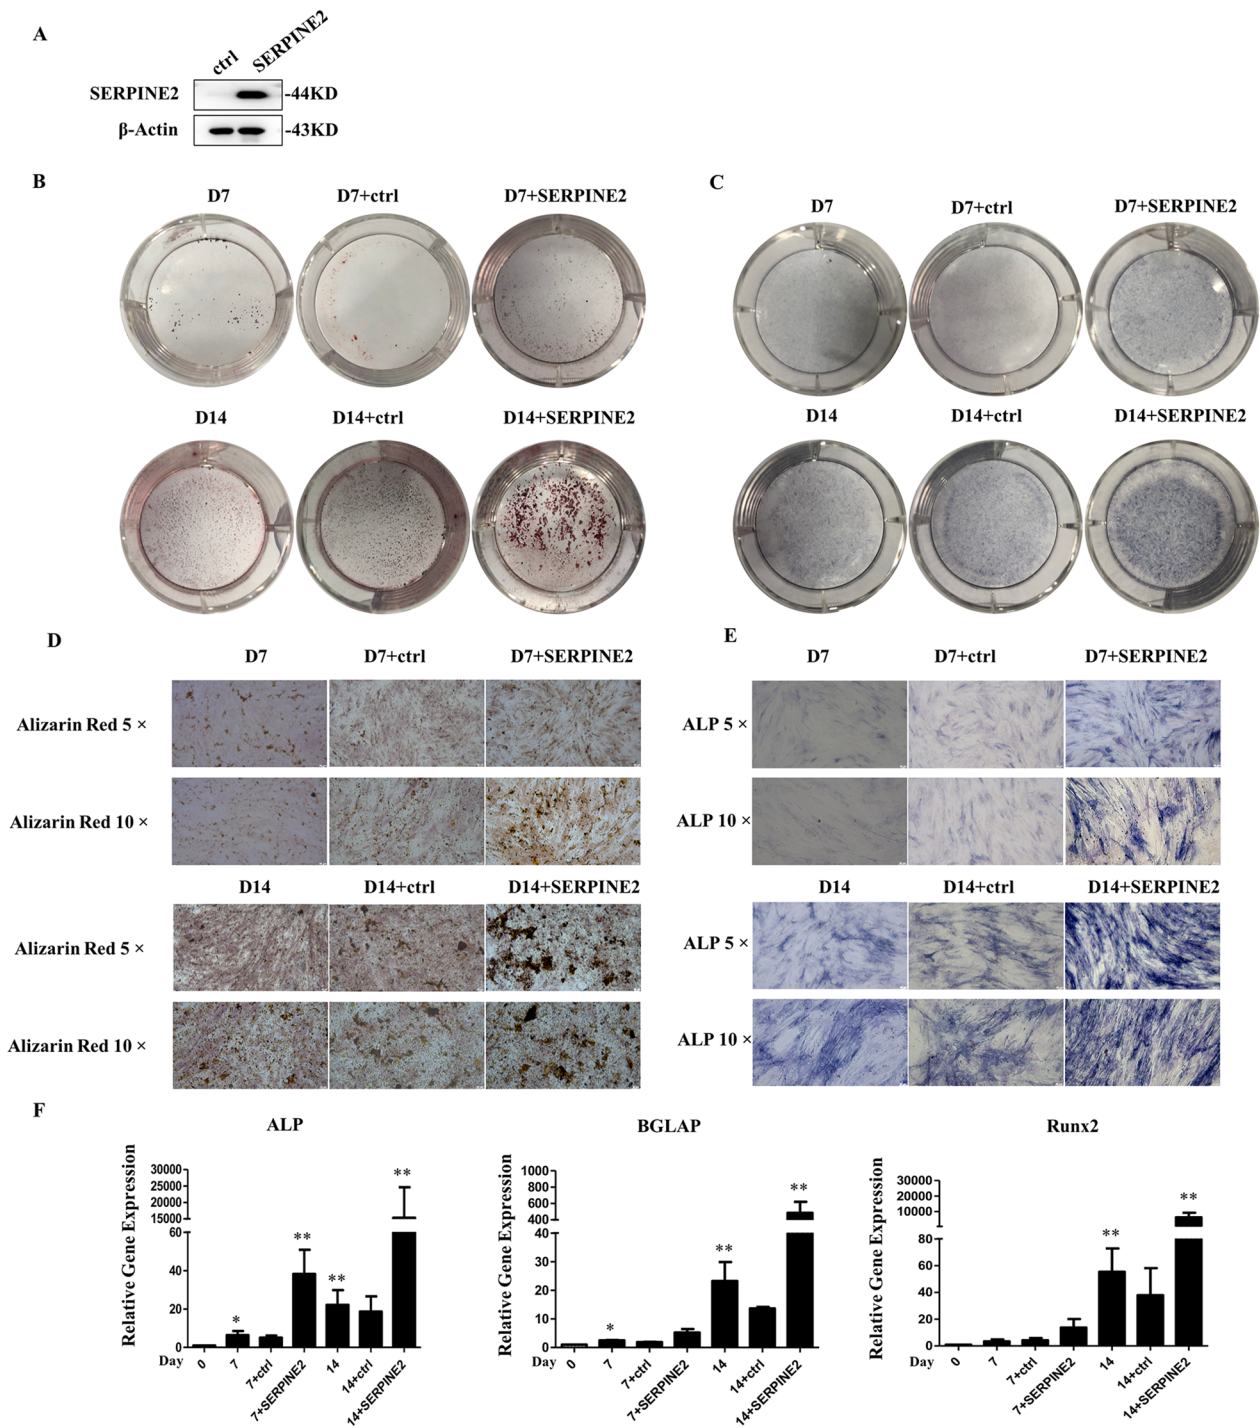 A
ctrl SERPINE2
SERPINE2 -44KD
β-Actin -43KD
B
D7 D7+ctrl D7+SERPINE2
D14 D14+ctrl D14+SERPINE2
C
D7 D7+ctrl D7+SERPINE2
D14 D14+ctrl D14+SERPINE2
D
D7 D7+ctrl D7+SERPINE2
Alizarin Red 5 ×
Alizarin Red 10 ×
D14 D14+ctrl D14+SERPINE2
Alizarin Red 5 ×
Alizarin Red 10 ×
E
D7 D7+ctrl D7+SERPINE2
ALP 5 ×
ALP 10 ×
D14 D14+ctrl D14+SERPINE2
ALP 5 ×
ALP 10 ×
F
ALP
Relative Gene Expression
30000
25000
20000
15000
60
40
20
0
* ** ** **
Day 0 7 7+ctrl 7+SERPINE2 14 14+ctrl 14+SERPINE2
BGLAP
Relative Gene Expression
1000
800
600
400
40
30
20
10
0
* ** **
Day 0 7 7+ctrl 7+SERPINE2 14 14+ctrl 14+SERPINE2
Runx2
Relative Gene Expression
30000
20000
10000
80
60
40
20
0
** **
Day 0 7 7+ctrl 7+SERPINE2 14 14+ctrl 14+SERPINE2